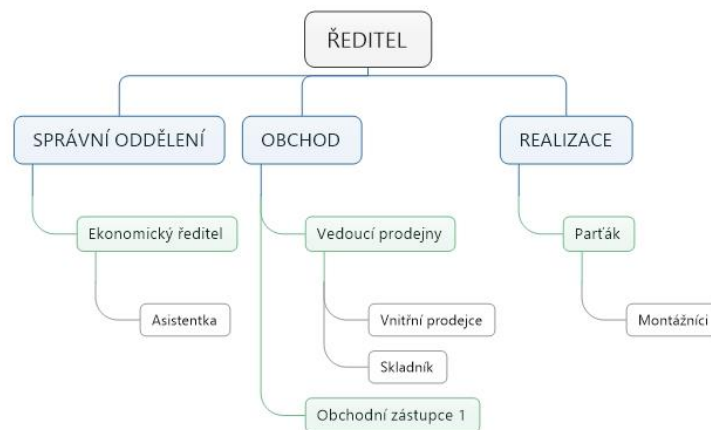 ŘEDITEL
SPRÁVNÍ ODDĚLENÍ
OBCHOD
REALIZACE
Ekonomický ředitel
Vedoucí prodejny
Parťák
Asistentka
Vnitřní prodejce
Montážníci
Skladník
Obchodní zástupce 1